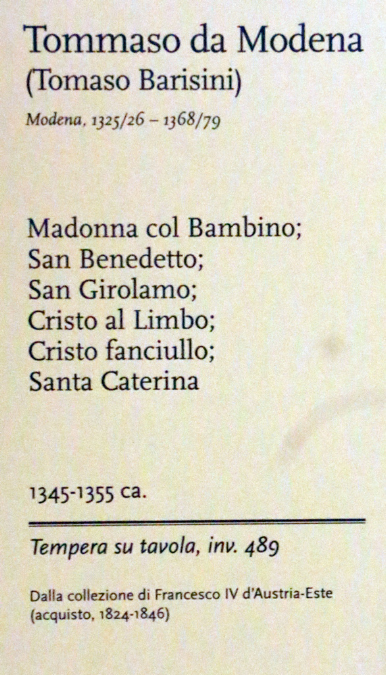 Tommaso da Modena
(Tomaso Barisini)
Modena, 1325/26 – 1368/79
Madonna col Bambino;
San Benedetto;
San Girolamo;
Cristo al Limbo;
Cristo fanciullo;
Santa Caterina
1345-1355 ca.
Tempera su tavola, inv. 489
Dalla collezione di Francesco IV d'Austria-Este
(acquisto, 1824-1846)